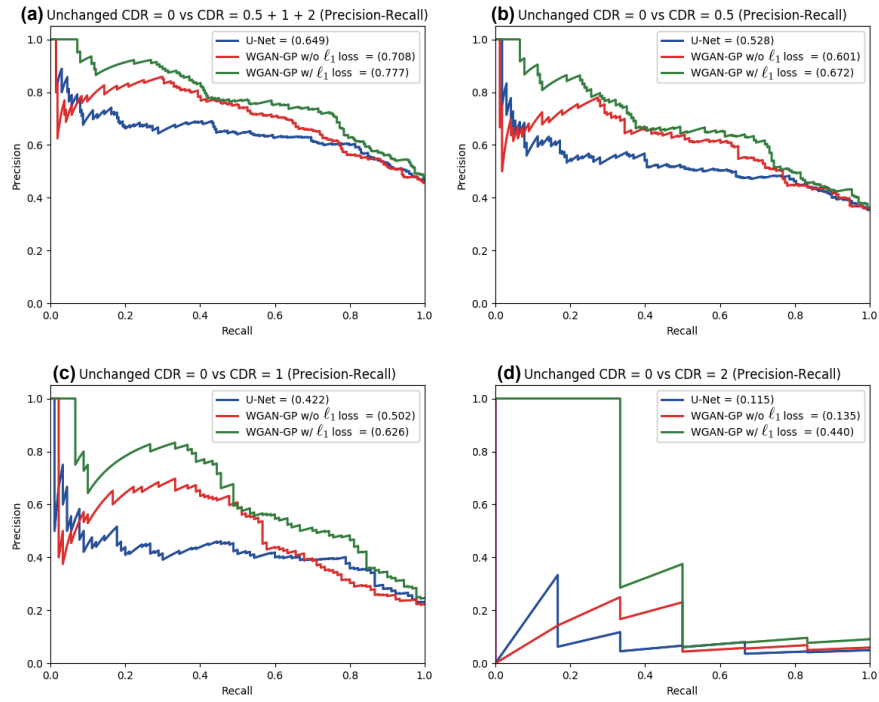 (a) Unchanged CDR = 0 vs CDR = 0.5 + 1 + 2 (Precision-Recall)
U-Net = (0.649)
WGAN-GP w/o ℓ1 loss = (0.708)
WGAN-GP w/ ℓ1 loss = (0.777)
1.0
0.8
0.6
0.4
0.2
0.0
Precision
0.0 0.2 0.4 0.6 0.8 1.0
Recall
(b) Unchanged CDR = 0 vs CDR = 0.5 (Precision-Recall)
U-Net = (0.528)
WGAN-GP w/o ℓ1 loss = (0.601)
WGAN-GP w/ ℓ1 loss = (0.672)
1.0
0.8
0.6
0.4
0.2
0.0
Precision
0.0 0.2 0.4 0.6 0.8 1.0
Recall
(c) Unchanged CDR = 0 vs CDR = 1 (Precision-Recall)
U-Net = (0.422)
WGAN-GP w/o ℓ1 loss = (0.502)
WGAN-GP w/ ℓ1 loss = (0.626)
1.0
0.8
0.6
0.4
0.2
0.0
Precision
0.0 0.2 0.4 0.6 0.8 1.0
Recall
(d) Unchanged CDR = 0 vs CDR = 2 (Precision-Recall)
U-Net = (0.115)
WGAN-GP w/o ℓ1 loss = (0.135)
WGAN-GP w/ ℓ1 loss = (0.440)
1.0
0.8
0.6
0.4
0.2
0.0
Precision
0.0 0.2 0.4 0.6 0.8 1.0
Recall